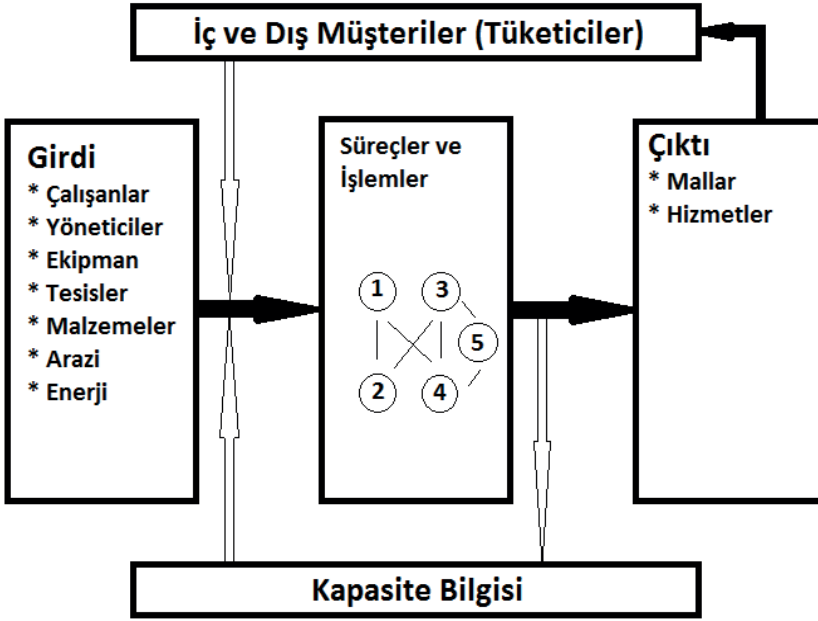 İç ve Dış Müşteriler (Tüketiciler)
Girdi
* Çalışanlar
* Yöneticiler
* Ekipman
* Tesisler
* Malzemeler
* Arazi
* Enerji
Süreçler ve
İşlemler
1 3
5
2 4
Çıktı
* Mallar
* Hizmetler
Kapasite Bilgisi